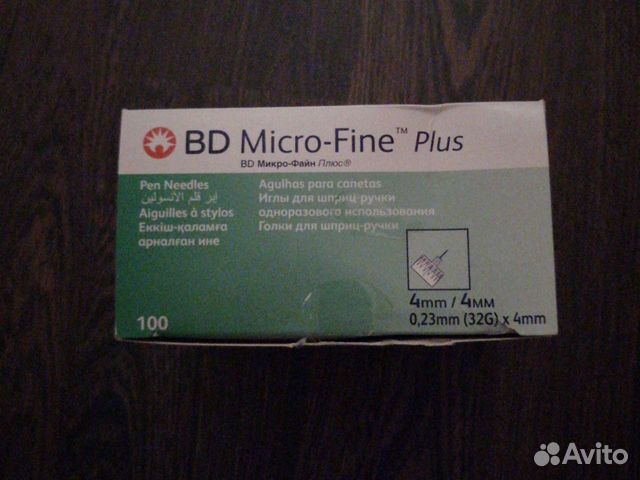 BD Micro-Fine™ Plus
BD Микро-Файн Плюс®
Pen Needles
إبر قلم الأنسولين
Aiguilles à stylos
Еккіш-қаламға
арналған ине
Agulhas para canetas
Иглы для шприц-ручки
одноразового использования
Голки для шприц-ручки
4mm / 4мм
0,23mm (32G) x 4mm
100
Avito